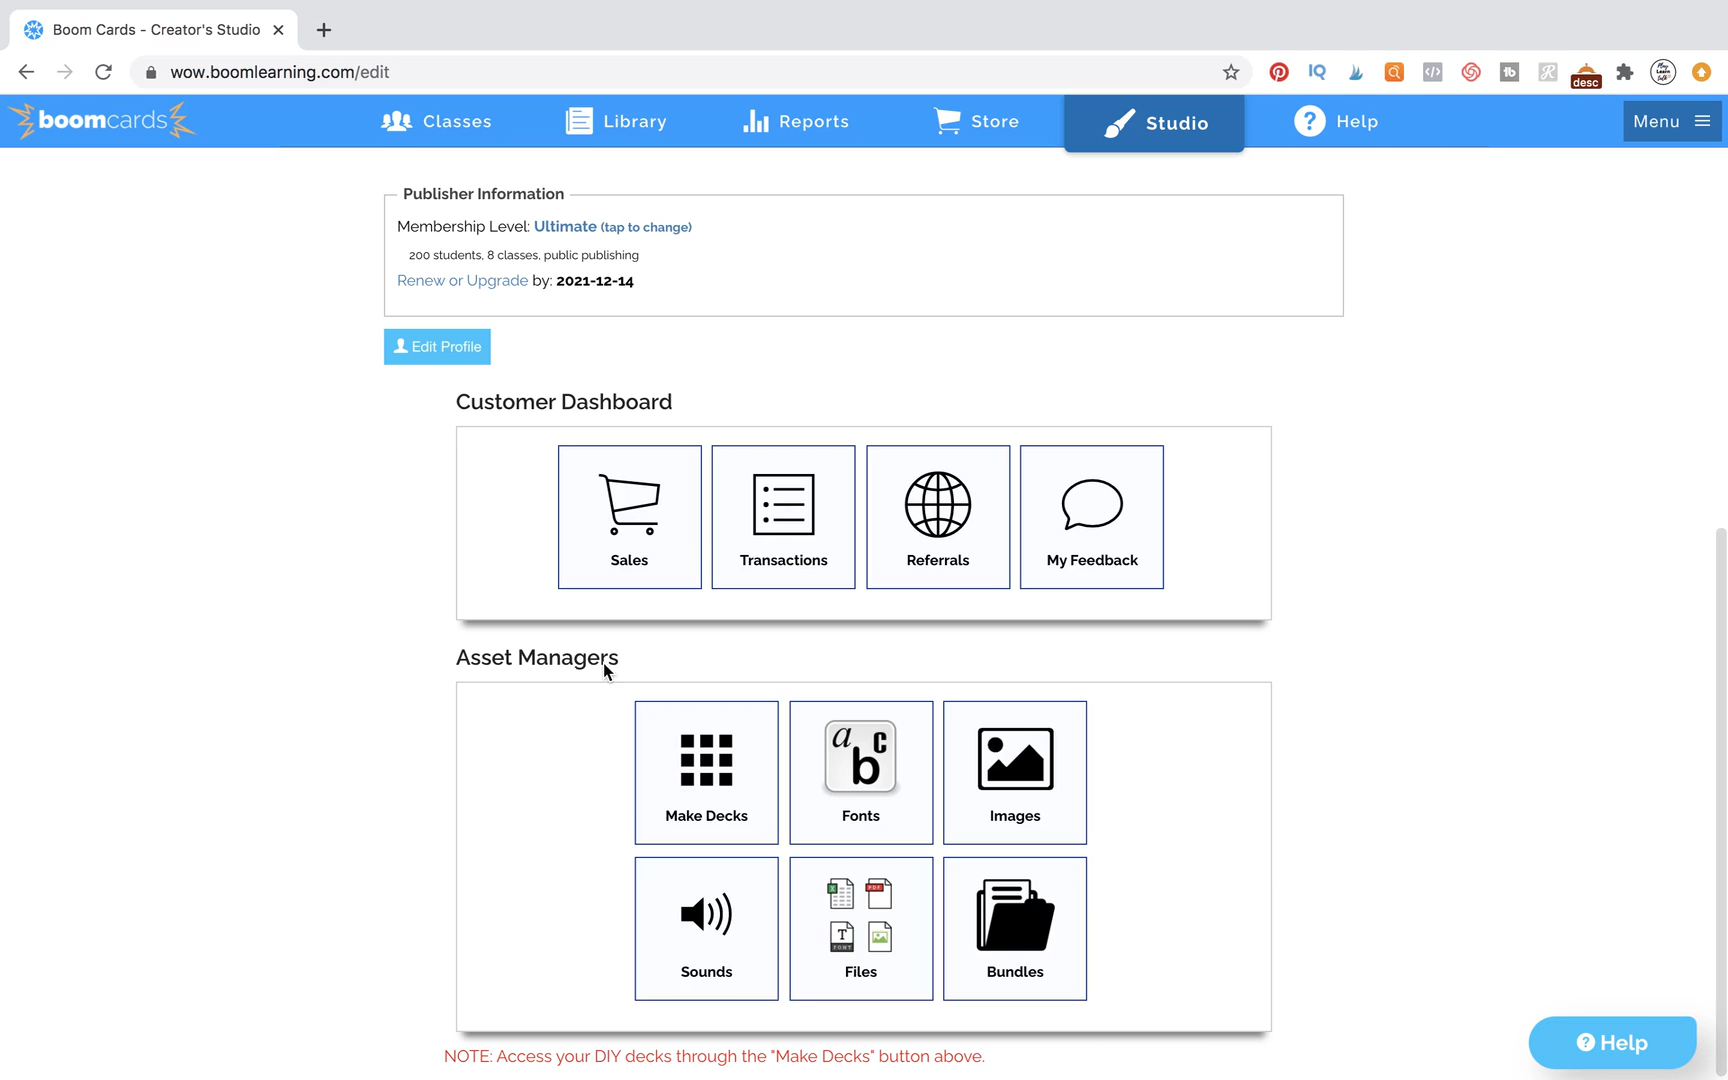 Boom Cards - Creator's Studio
wow.boomlearning.com/edit
desc
boomcards
Classes
Library
Reports
Store
Studio
Help
Menu
Publisher Information
Membership Level: Ultimate (tap to change)
200 students, 8 classes, public publishing
Renew or Upgrade by: 2021-12-14
Edit Profile
Customer Dashboard
Sales
Transactions
Referrals
My Feedback
Asset Managers
Make Decks
Fonts
Images
Sounds
Files
Bundles
NOTE: Access your DIY decks through the "Make Decks" button above.
Help